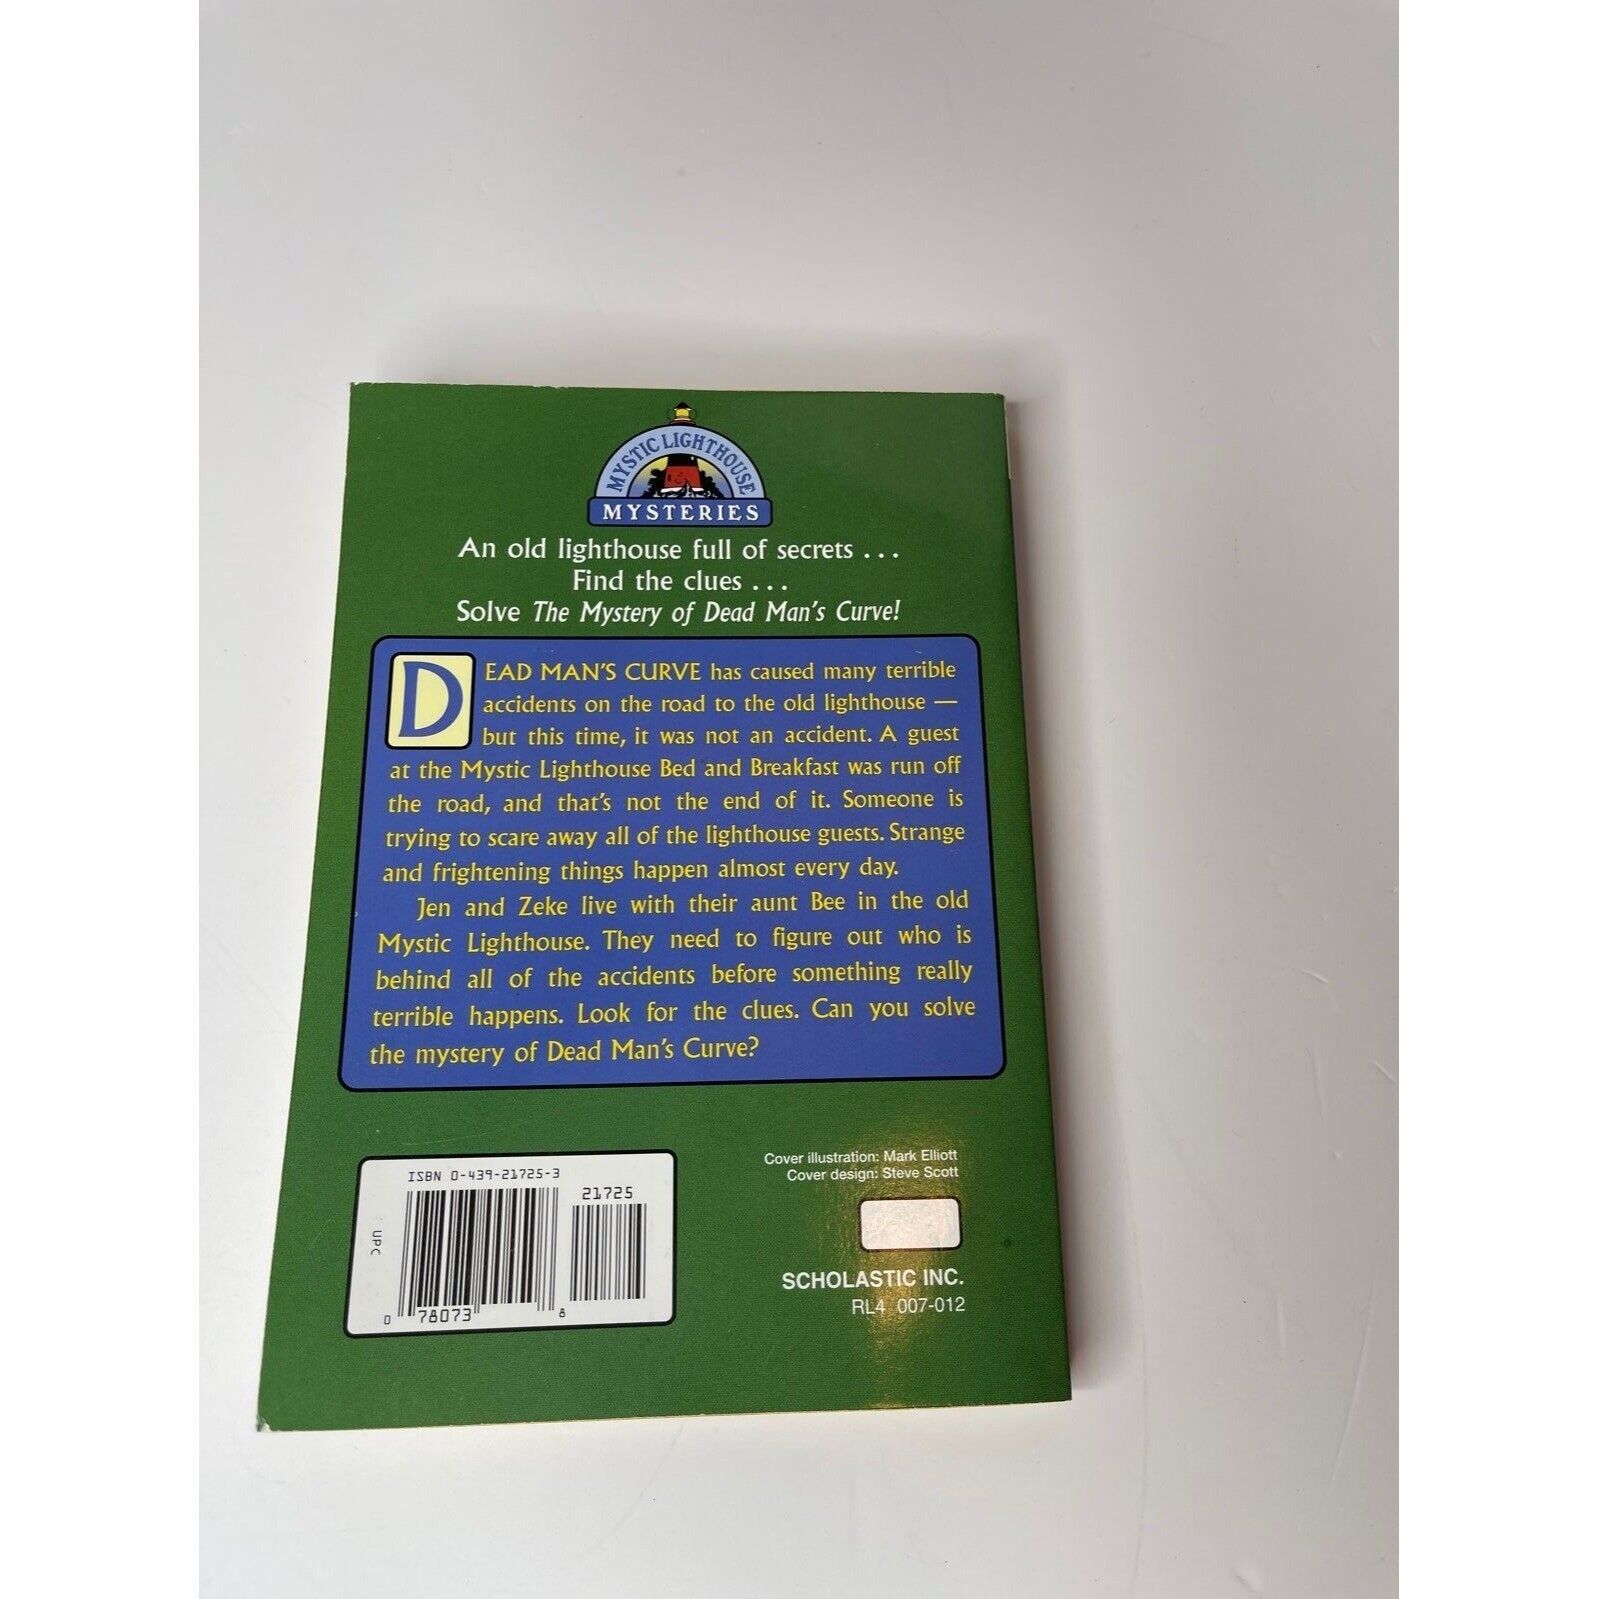 MYSTIC LIGHTHOUSE
MYSTERIES
An old lighthouse full of secrets . . .
Find the clues . . .
Solve The Mystery of Dead Man's Curve!
DEAD MAN'S CURVE has caused many terrible
accidents on the road to the old lighthouse —
but this time, it was not an accident. A guest
at the Mystic Lighthouse Bed and Breakfast was run off
the road, and that's not the end of it. Someone is
trying to scare away all of the lighthouse guests. Strange
and frightening things happen almost every day.
Jen and Zeke live with their aunt Bee in the old
Mystic Lighthouse. They need to figure out who is
behind all of the accidents before something really
terrible happens. Look for the clues. Can you solve
the mystery of Dead Man's Curve?
ISBN 0-439-21725-3
21725
UPC
0 78073 8
Cover illustration: Mark Elliott
Cover design: Steve Scott
SCHOLASTIC INC.
RL4 007-012